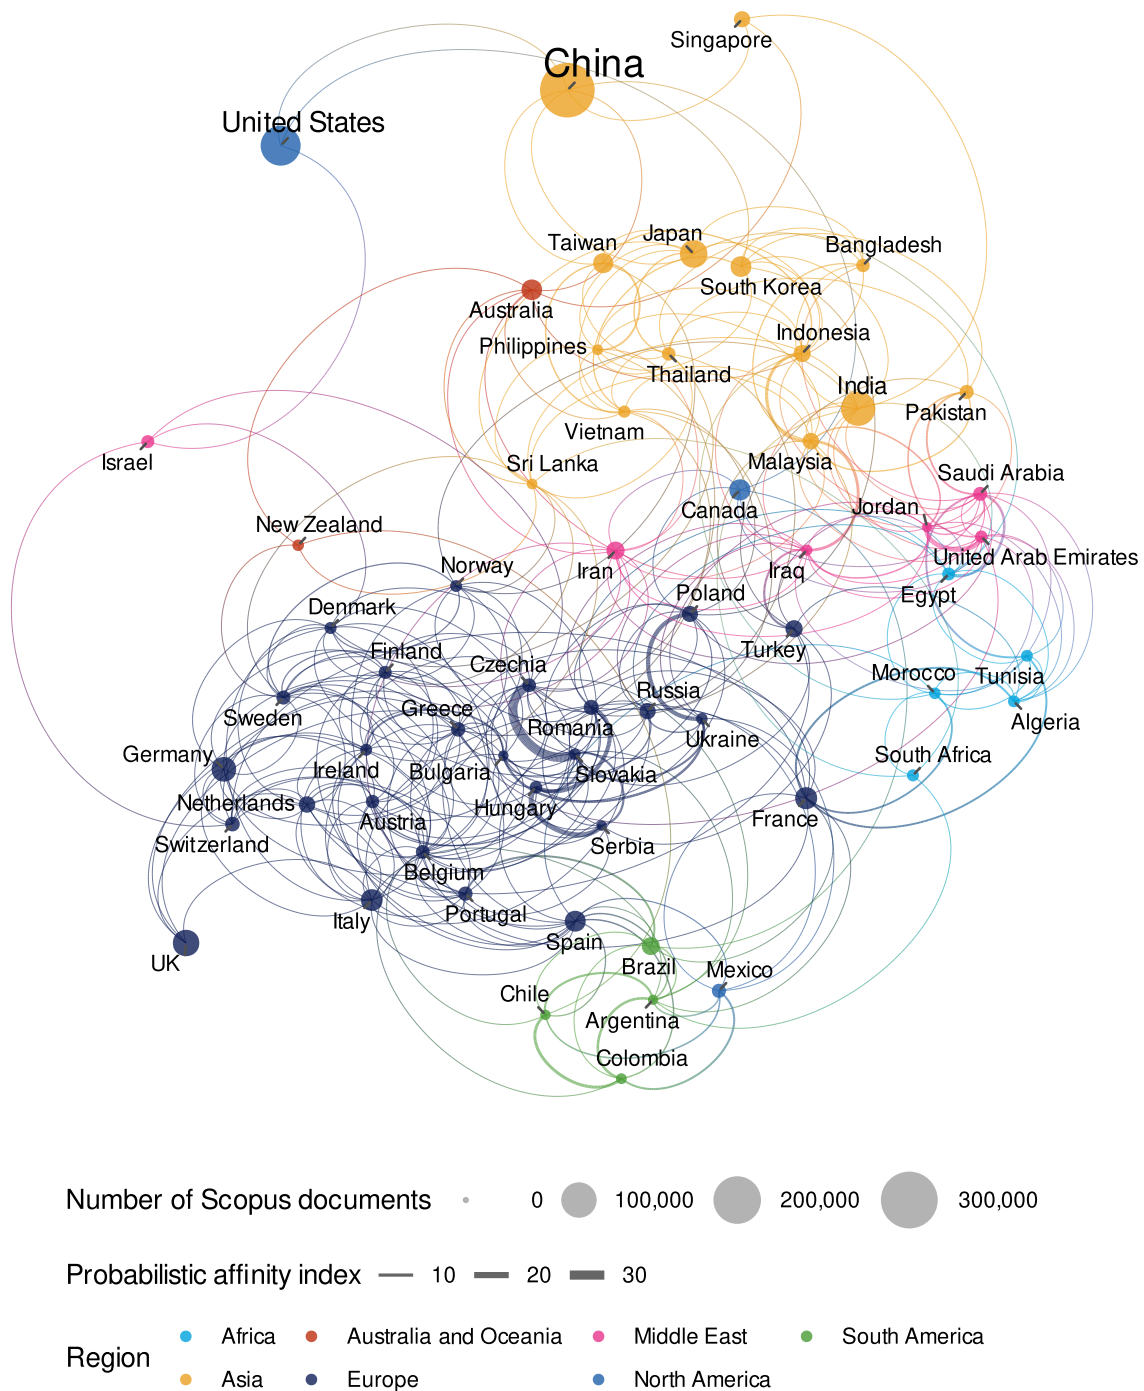 Singapore
China
United States
Japan
Taiwan
Bangladesh
South Korea
Australia
Indonesia
Philippines
Thailand
India
Pakistan
Vietnam
Israel
Sri Lanka
Malaysia
Saudi Arabia
Canada
Jordan
New Zealand
United Arab Emirates
Norway
Iran
Iraq
Egypt
Poland
Denmark
Turkey
Finland
Czechia
Morocco
Tunisia
Russia
Greece
Sweden
Romania
Algeria
Ukraine
Germany
South Africa
Ireland
Bulgaria
Slovakia
Netherlands
Hungary
Austria
France
Switzerland
Serbia
Belgium
Italy
Portugal
Spain
UK
Brazil
Mexico
Chile
Argentina
Colombia
Number of Scopus documents 0 100,000 200,000 300,000
Probabilistic affinity index 10 20 30
Region
Africa Australia and Oceania Middle East South America
Asia Europe North America